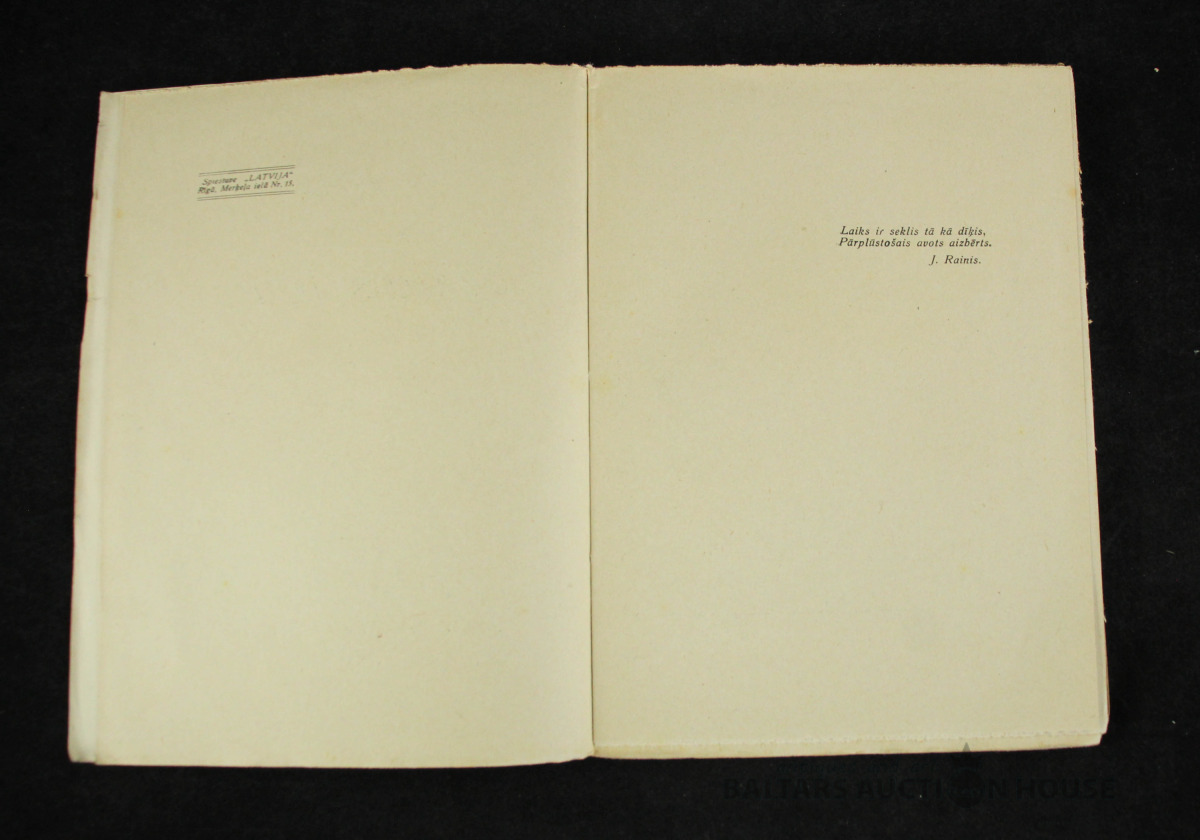 Spiestuve „LATVIJA“
Rīgā, Merķeļa ielā Nr. 15.
Laiks ir seklis tā kā dīķis,
Pārplūstošais avots aizbērts.
J. Rainis.
BALTARS AUCTION HOUSE